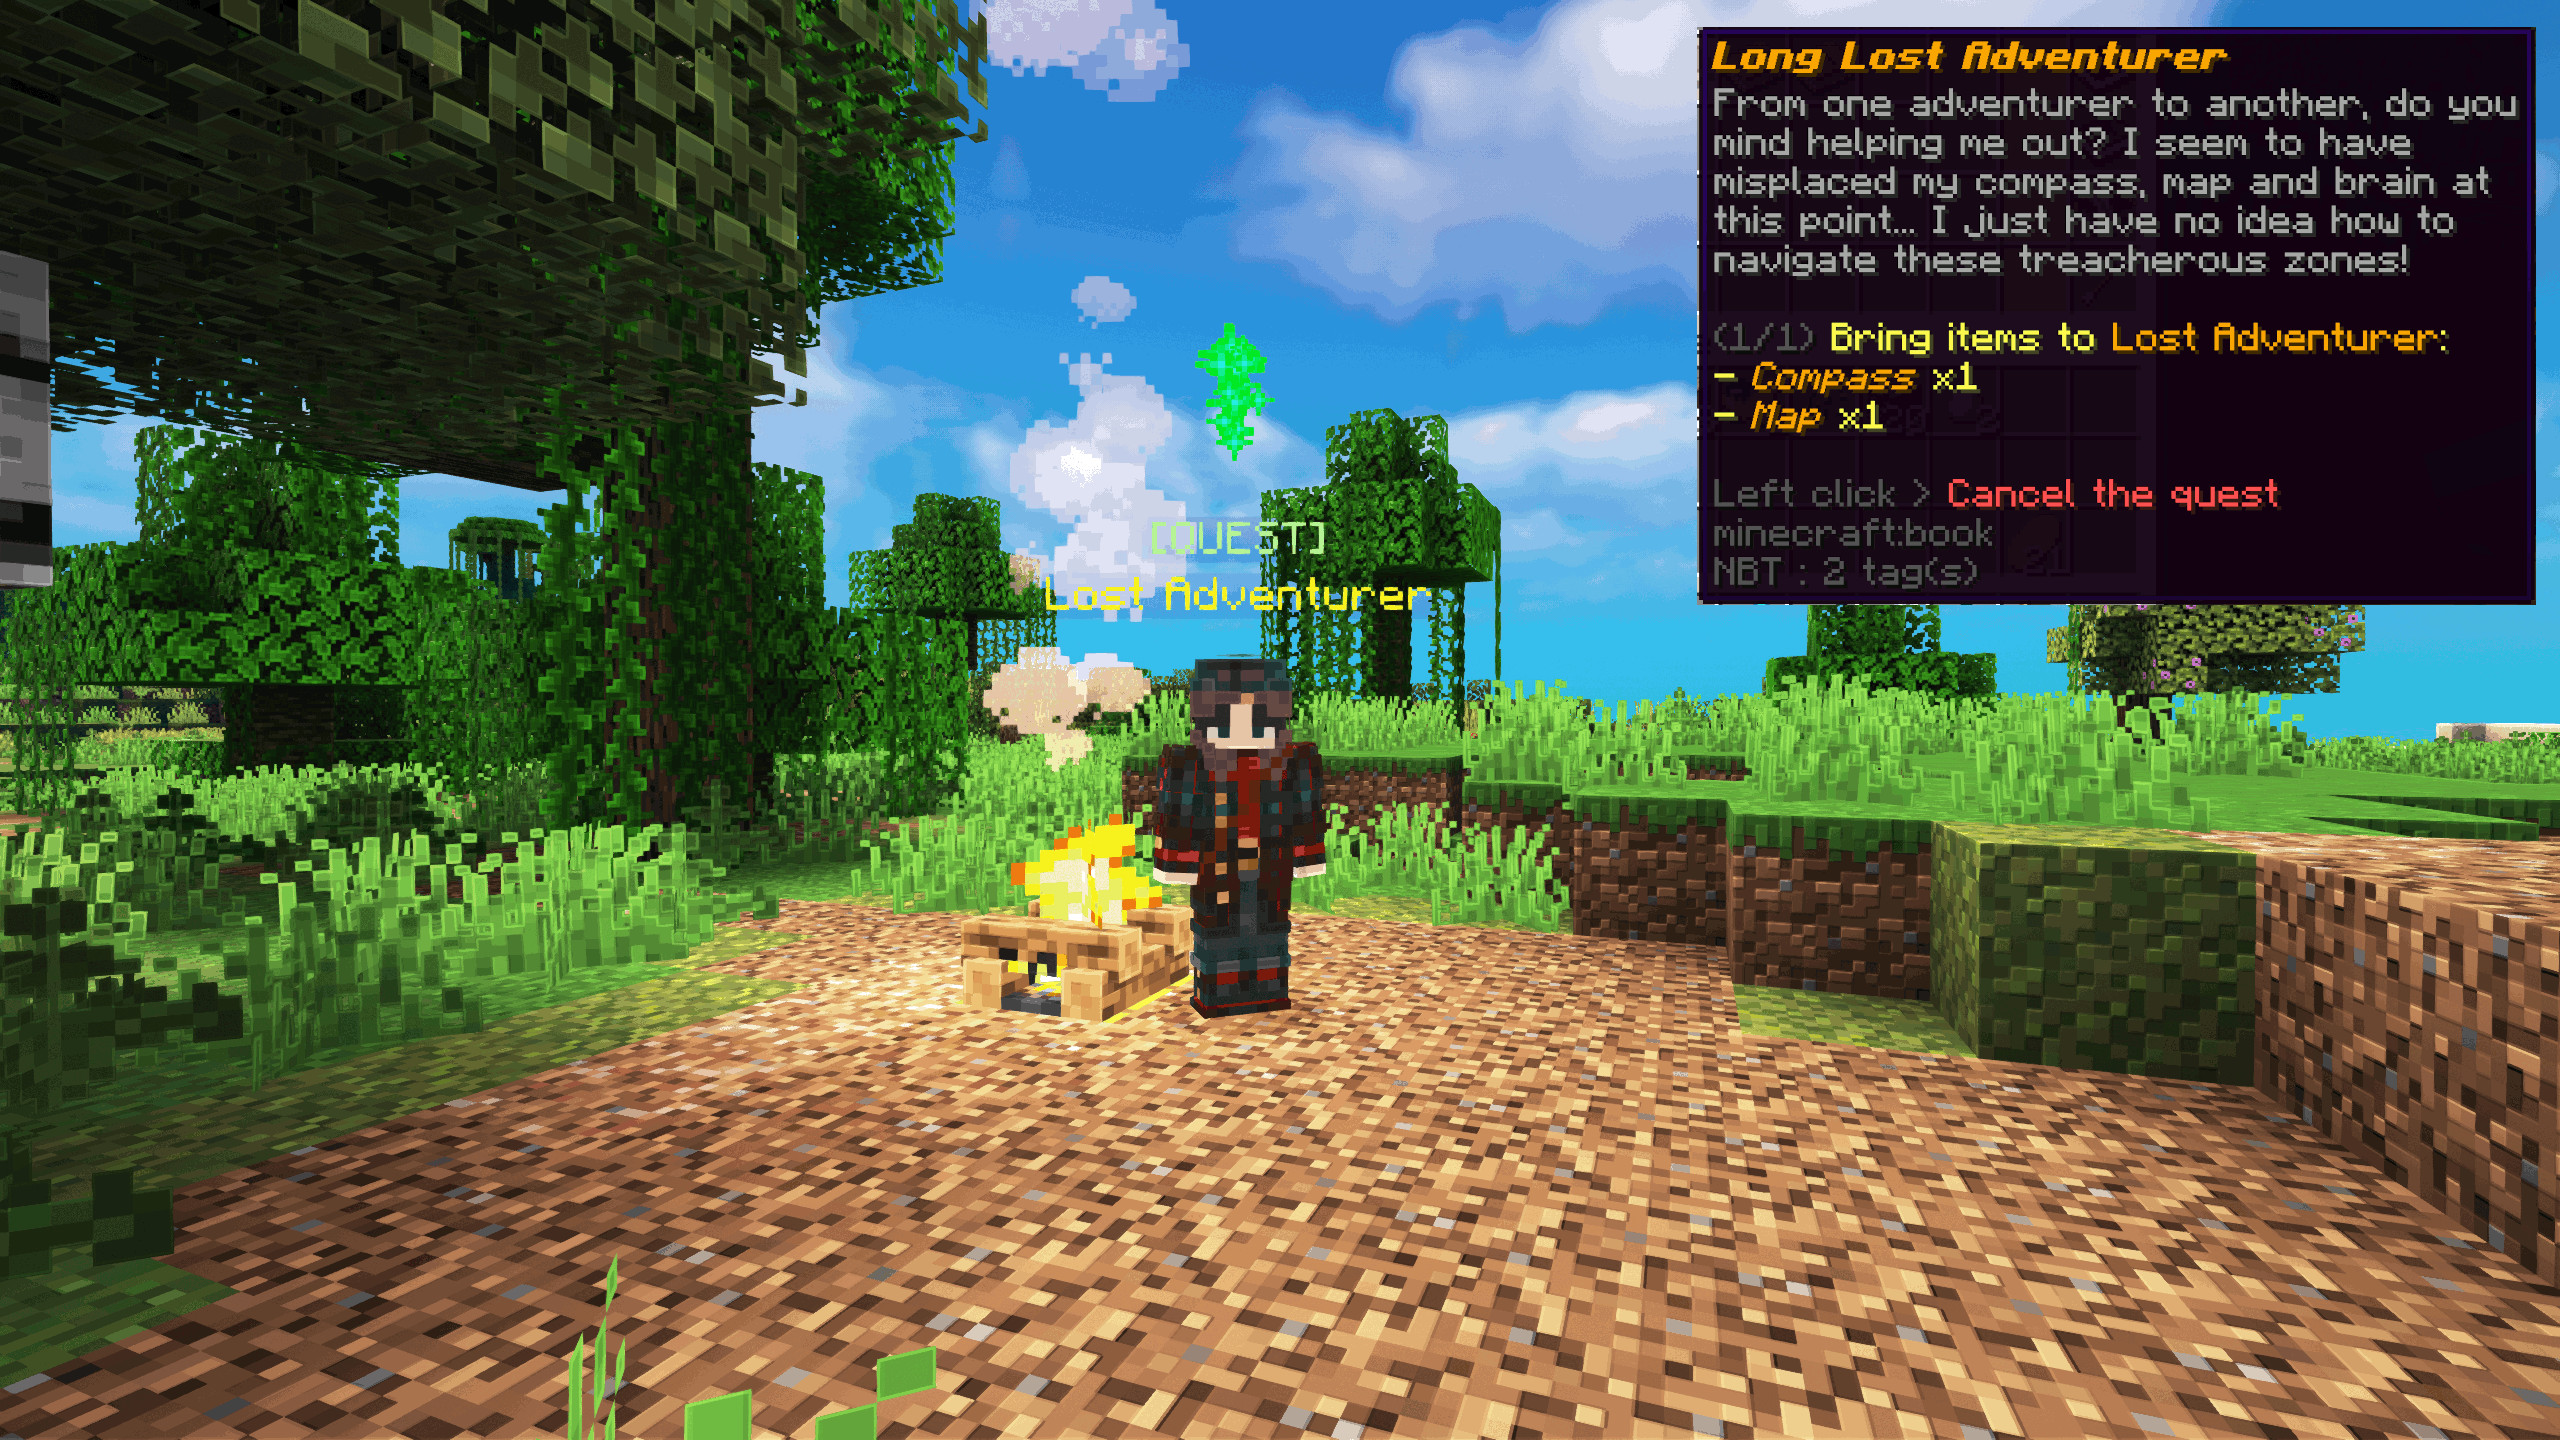 Long Lost Adventurer
From one adventurer to another, do you
mind helping me out? I seem to have
misplaced my compass, map and brain at
this point... I just have no idea how to
navigate these treacherous zones!
(1/1) Bring items to Lost Adventurer:
- Compass x1
- Map x1
Left click > Cancel the quest
minecraft:book
NBT : 2 tag(s)
[QUEST]
Lost Adventurer